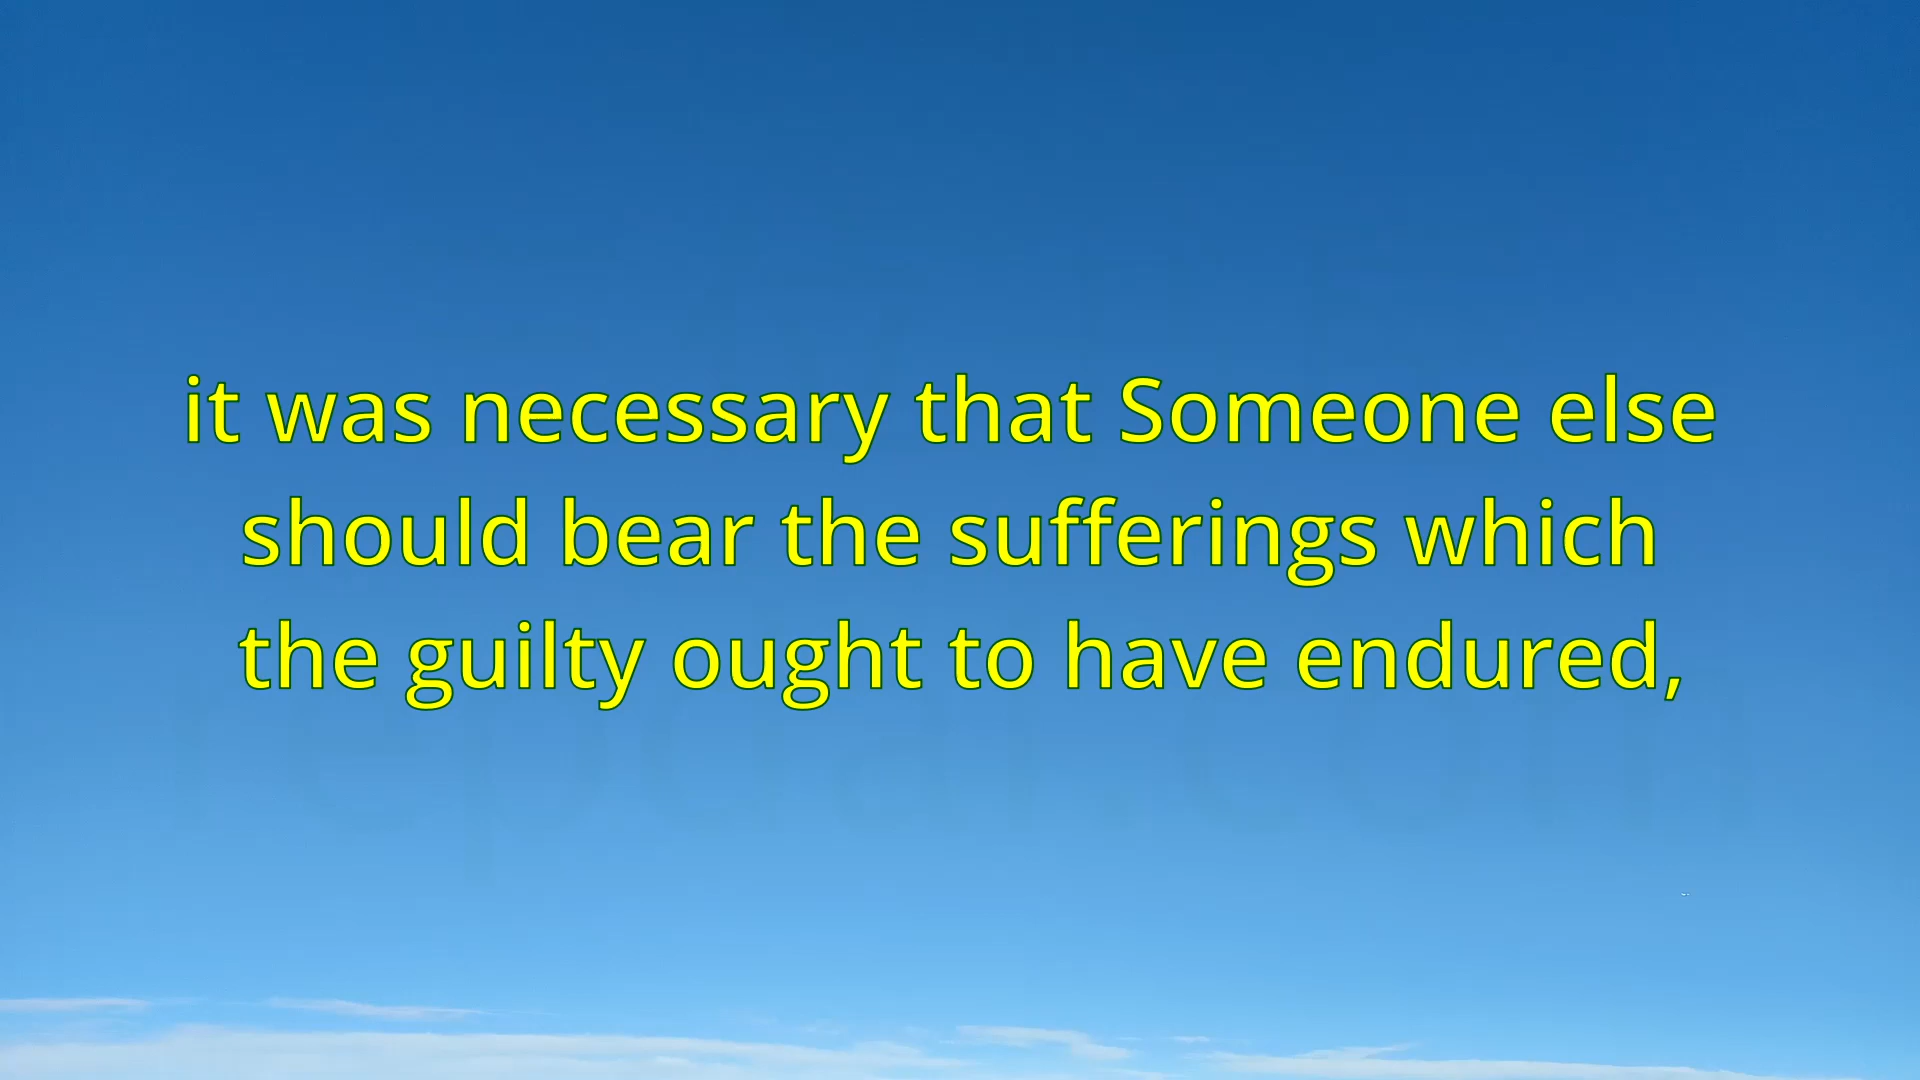 it was necessary that Someone else
should bear the sufferings which
the guilty ought to have endured,